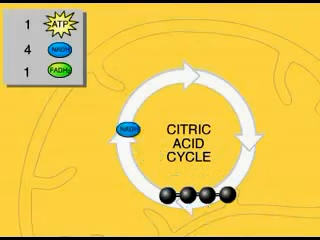 1 ATP
4 NADH
1 FADH₂
NADH
CITRIC
ACID
CYCLE